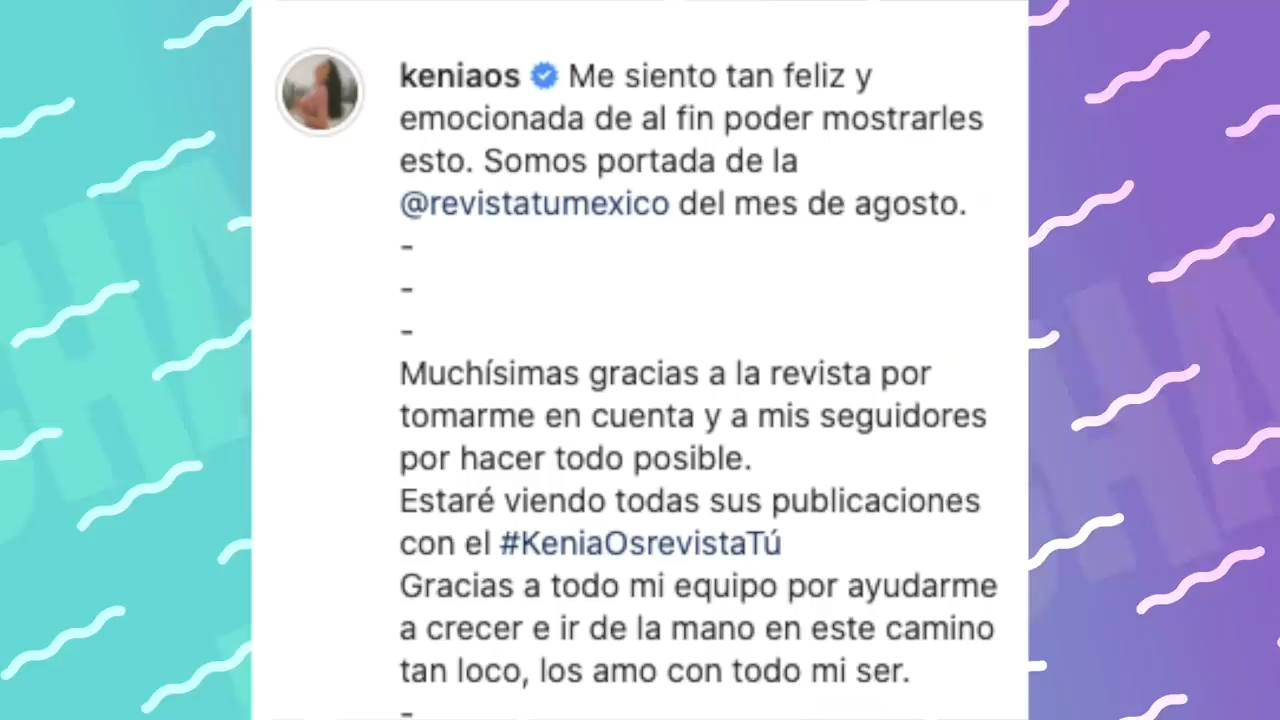 keniaos Me siento tan feliz y
emocionada de al fin poder mostrarles
esto. Somos portada de la
@revistatumexico del mes de agosto.
-
-
-
Muchísimas gracias a la revista por
tomarme en cuenta y a mis seguidores
por hacer todo posible.
Estaré viendo todas sus publicaciones
con el #KeniaOsrevistaTú
Gracias a todo mi equipo por ayudarme
a crecer e ir de la mano en este camino
tan loco, los amo con todo mi ser.
-